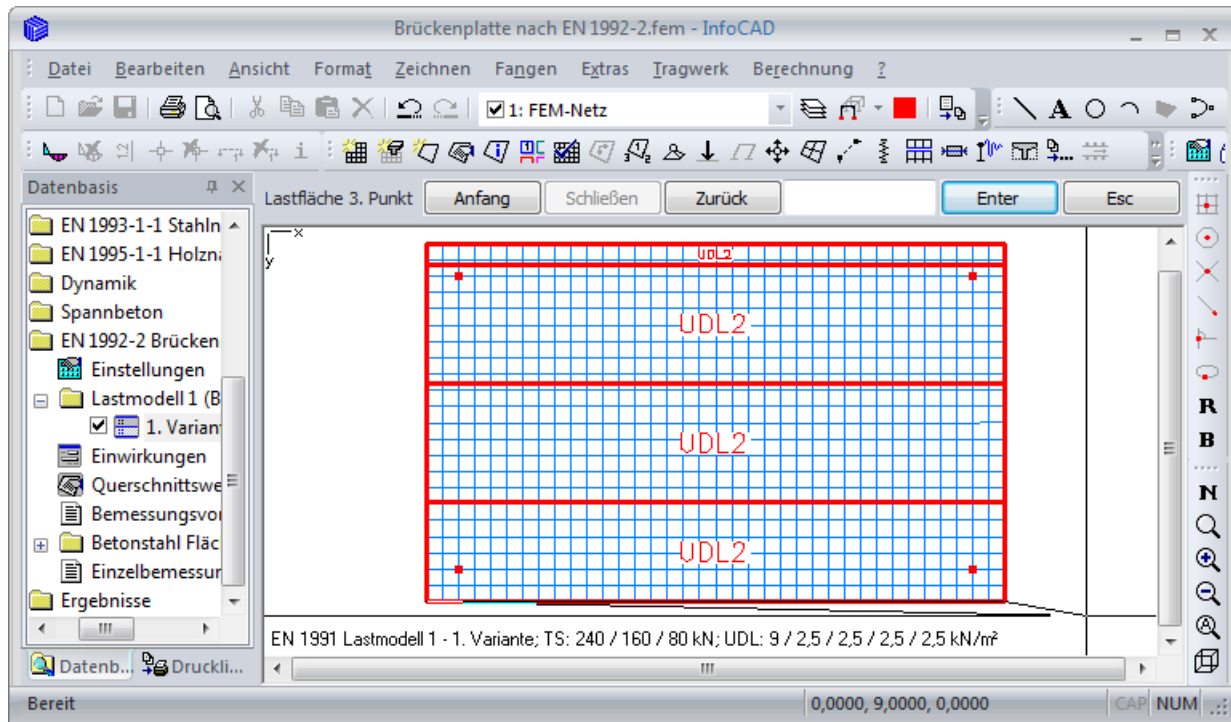 Brückenplatte nach EN 1992-2.fem - InfoCAD
Datei Bearbeiten Ansicht Format Zeichnen Fangen Extras Tragwerk Berechnung ?
1: FEM-Netz
Datenbasis
Lastfläche 3. Punkt Anfang Schließen Zurück Enter Esc
EN 1993-1-1 Stahln
EN 1995-1-1 Holzna
Dynamik
Spannbeton
EN 1992-2 Brücken
Einstellungen
Lastmodell 1 (B
1. Varian
Einwirkungen
Querschnittswe
Bemessungsvor
Betonstahl Fläc
Einzelbemessur
Ergebnisse
Datenb... Druckli...
x
y
UDL2
UDL2
UDL2
UDL2
EN 1991 Lastmodell 1 - 1. Variante; TS: 240 / 160 / 80 kN; UDL: 9 / 2,5 / 2,5 / 2,5 / 2,5 kN/m²
R
B
N
Bereit 0,0000, 9,0000, 0,0000 CAP NUM